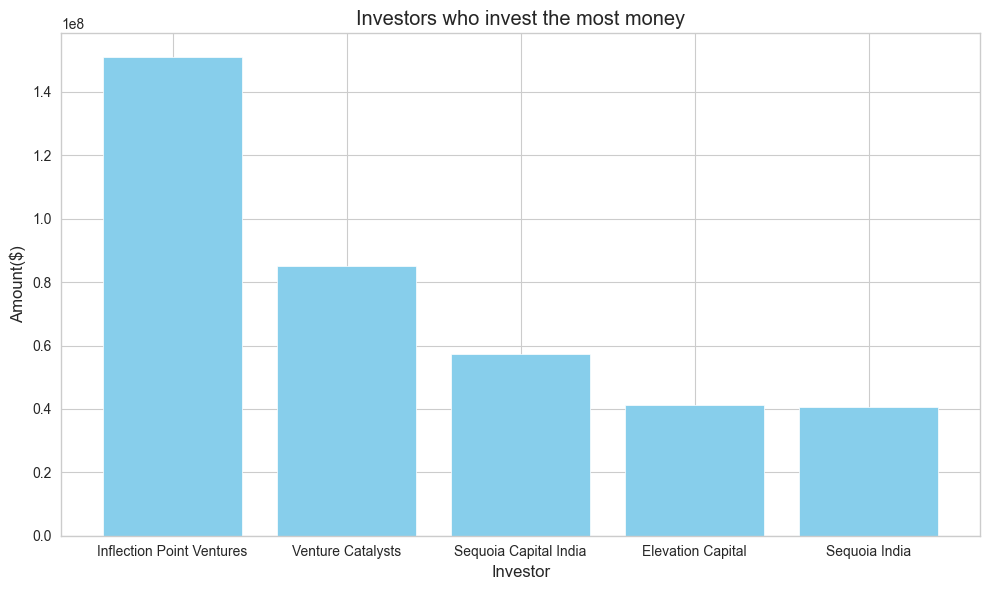 Investors who invest the most money
1e8
1.4
1.2
1.0
0.8
0.6
0.4
0.2
0.0
Amount($)
Inflection Point Ventures Venture Catalysts Sequoia Capital India Elevation Capital Sequoia India
Investor